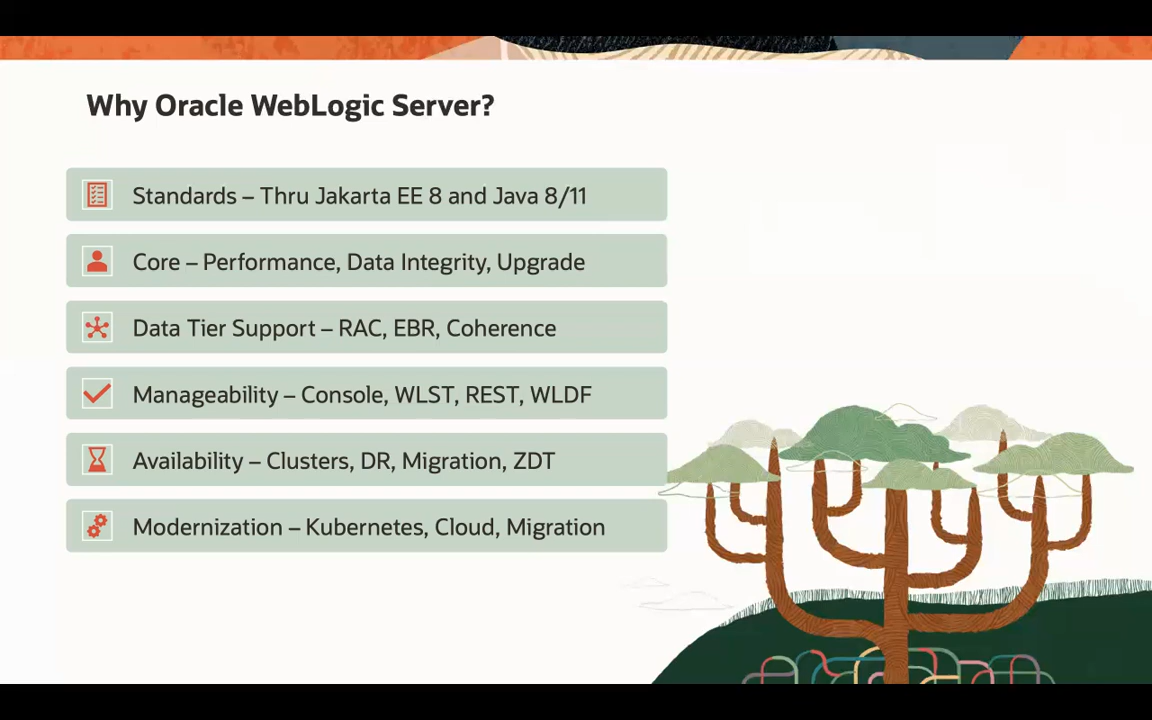 Why Oracle WebLogic Server?
Standards – Thru Jakarta EE 8 and Java 8/11
Core – Performance, Data Integrity, Upgrade
Data Tier Support – RAC, EBR, Coherence
Manageability – Console, WLST, REST, WLDF
Availability – Clusters, DR, Migration, ZDT
Modernization – Kubernetes, Cloud, Migration